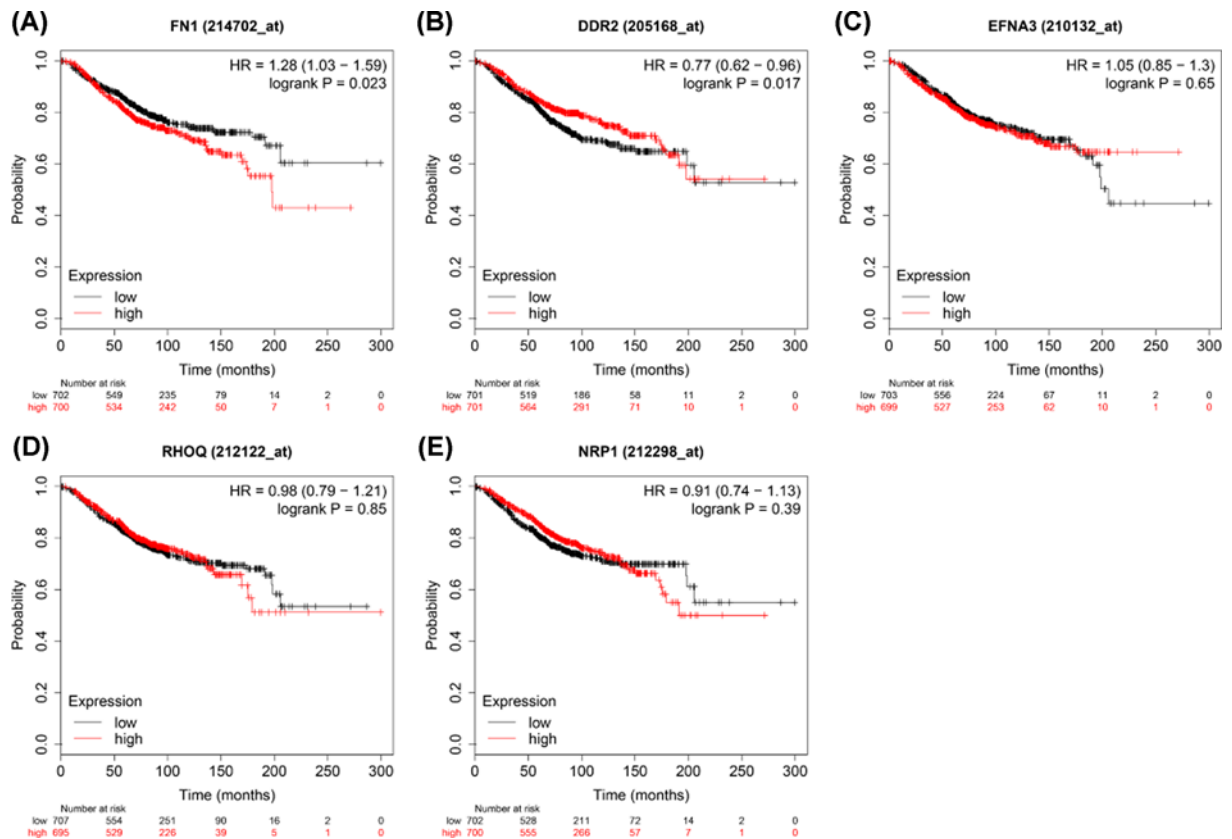 (A)
FN1 (214702_at)
HR = 1.28 (1.03 − 1.59)
logrank P = 0.023
Probability
1.0
0.8
0.6
0.4
0.2
0.0
Expression
low
high
0 50 100 150 200 250 300
Time (months)
Number at risk
low 702 549 235 79 14 2 0
high 700 534 242 50 7 1 0
(B)
DDR2 (205168_at)
HR = 0.77 (0.62 − 0.96)
logrank P = 0.017
Probability
1.0
0.8
0.6
0.4
0.2
0.0
Expression
low
high
0 50 100 150 200 250 300
Time (months)
Number at risk
low 701 519 186 58 11 2 0
high 701 564 291 71 10 1 0
(C)
EFNA3 (210132_at)
HR = 1.05 (0.85 − 1.3)
logrank P = 0.65
Probability
1.0
0.8
0.6
0.4
0.2
0.0
Expression
low
high
0 50 100 150 200 250 300
Time (months)
Number at risk
low 703 556 224 67 11 2 0
high 699 527 253 62 10 1 0
(D)
RHOQ (212122_at)
HR = 0.98 (0.79 − 1.21)
logrank P = 0.85
Probability
1.0
0.8
0.6
0.4
0.2
0.0
Expression
low
high
0 50 100 150 200 250 300
Time (months)
Number at risk
low 707 554 251 90 16 2 0
high 695 529 226 39 5 1 0
(E)
NRP1 (212298_at)
HR = 0.91 (0.74 − 1.13)
logrank P = 0.39
Probability
1.0
0.8
0.6
0.4
0.2
0.0
Expression
low
high
0 50 100 150 200 250 300
Time (months)
Number at risk
low 702 528 211 72 14 2 0
high 700 555 266 57 7 1 0